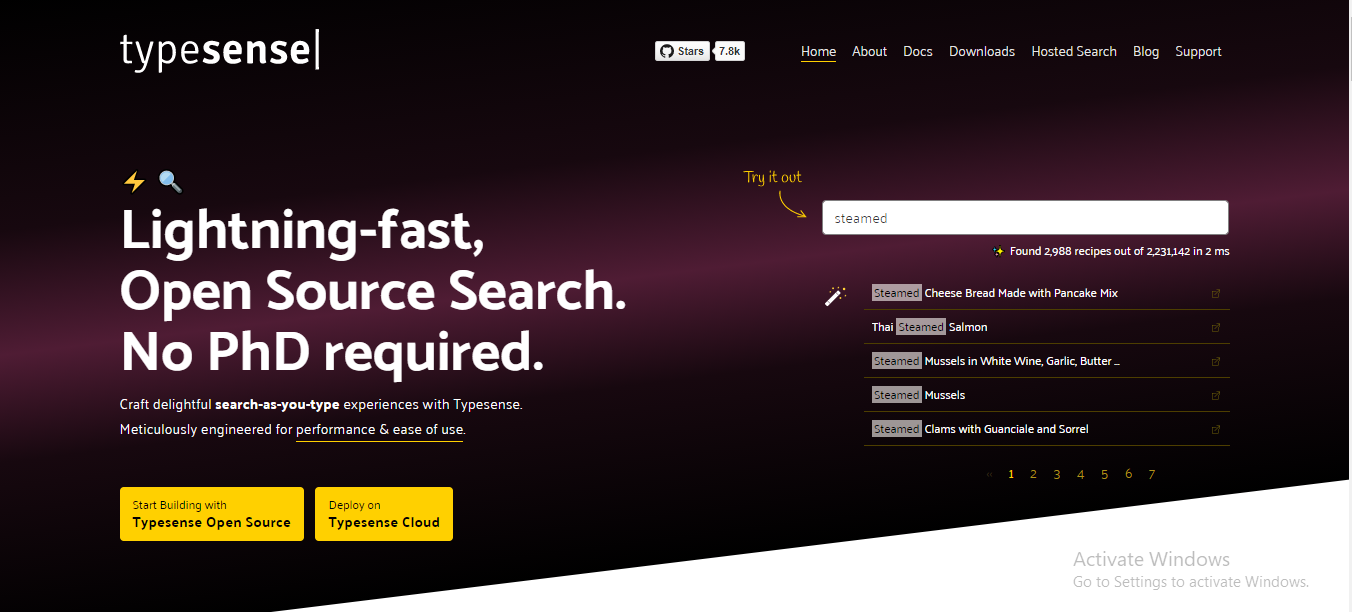 typesense|
Stars 7.8k
Home About Docs Downloads Hosted Search Blog Support
Lightning-fast,
Open Source Search.
No PhD required.
Craft delightful search-as-you-type experiences with Typesense.
Meticulously engineered for performance & ease of use.
Start Building with
Typesense Open Source
Deploy on
Typesense Cloud
Try it out
steamed
Found 2,988 recipes out of 2,231,142 in 2 ms
Steamed Cheese Bread Made with Pancake Mix
Thai Steamed Salmon
Steamed Mussels in White Wine, Garlic, Butter ...
Steamed Mussels
Steamed Clams with Guanciale and Sorrel
« 1 2 3 4 5 6 7
Activate Windows
Go to Settings to activate Windows.